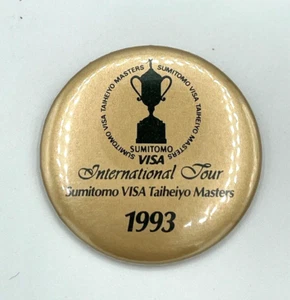 SUMITOMO VISA TAIHEIYO MASTERS
SUMITOMO VISA TAIHEIYO MASTERS
SUMITOMO
VISA
International Tour
Sumitomo VISA Taiheiyo Masters
1993